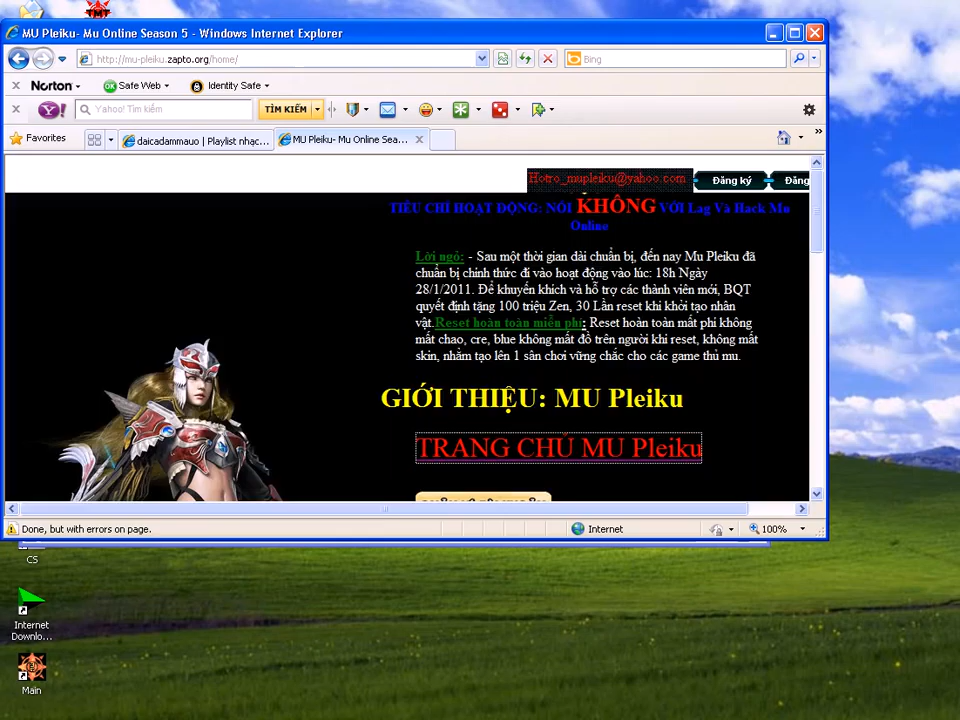 MU Pleiku- Mu Online Season 5 - Windows Internet Explorer
http://mu-pleiku.zapto.org/home/
Bing
Norton
Safe Web
Identity Safe
Yahoo! Tìm kiếm
TÌM KIẾM
Favorites
daicadammauo | Playlist nhạc...
MU Pleiku- Mu Online Sea...
Hotro_mupleiku@yahoo.com
Đăng ký
Đăng
TIÊU CHÍ HOẠT ĐỘNG: NÓI KHÔNG VỚI Lag Và Hack Mu
Online
Lời ngỏ: - Sau một thời gian dài chuẩn bị, đến nay Mu Pleiku đã
chuẩn bị chính thức đi vào hoạt động vào lúc: 18h Ngày
28/1/2011. Để khuyến khích và hỗ trợ các thành viên mới, BQT
quyết định tặng 100 triệu Zen, 30 Lần reset khi khởi tạo nhân
vật.Reset hoàn toàn miễn phí: Reset hoàn toàn mất phí không
mất chao, cre, blue không mất đồ trên người khi reset, không mất
skin, nhằm tạo lên 1 sân chơi vững chắc cho các game thủ mu.
GIỚI THIỆU: MU Pleiku
TRANG CHỦ MU Pleiku
Done, but with errors on page.
Internet
100%
CS
Internet
Downlo...
Main